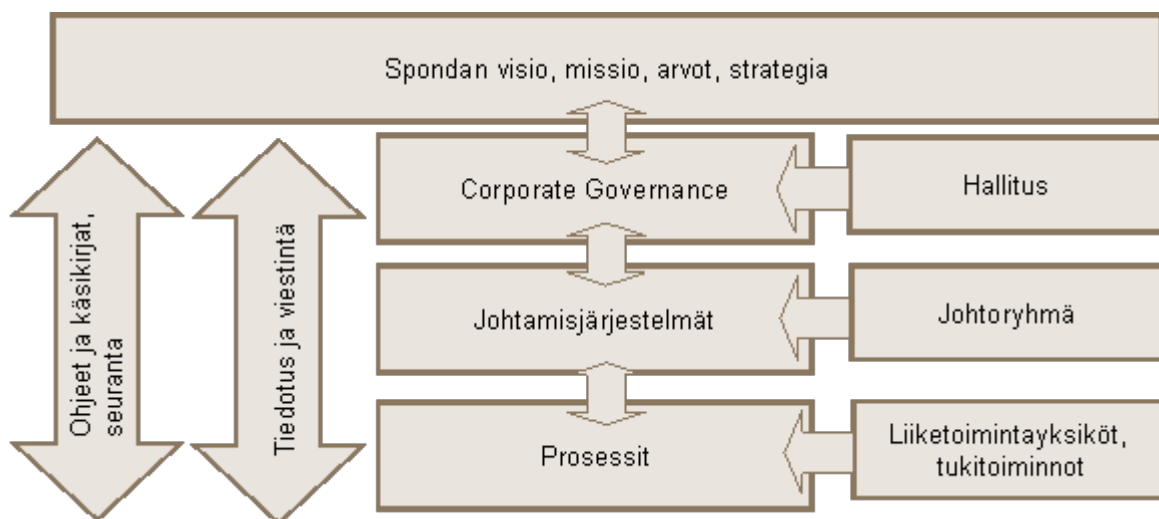 Spondan visio, missio, arvot, strategia
Ohjeet ja käsikirjat,
seuranta
Tiedotus ja viestintä
Corporate Governance
Hallitus
Johtamisjärjestelmät
Johtoryhmä
Prosessit
Liiketoimintayksiköt,
tukitoiminnot